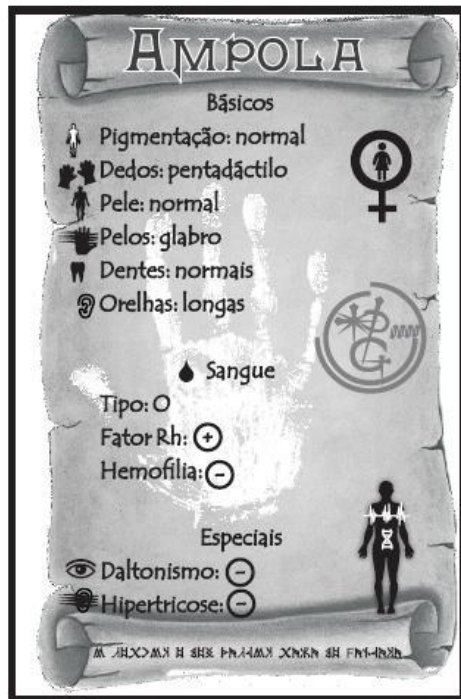 AMPOLA
Básicos
Pigmentação: normal
Dedos: pentadáctilo
Pele: normal
Pelos: glabro
Dentes: normais
Orelhas: longas
Sangue
Tipo: O
Fator Rh: +
Hemofilia: -
Especiais
Daltonismo: -
Hipertricose: -